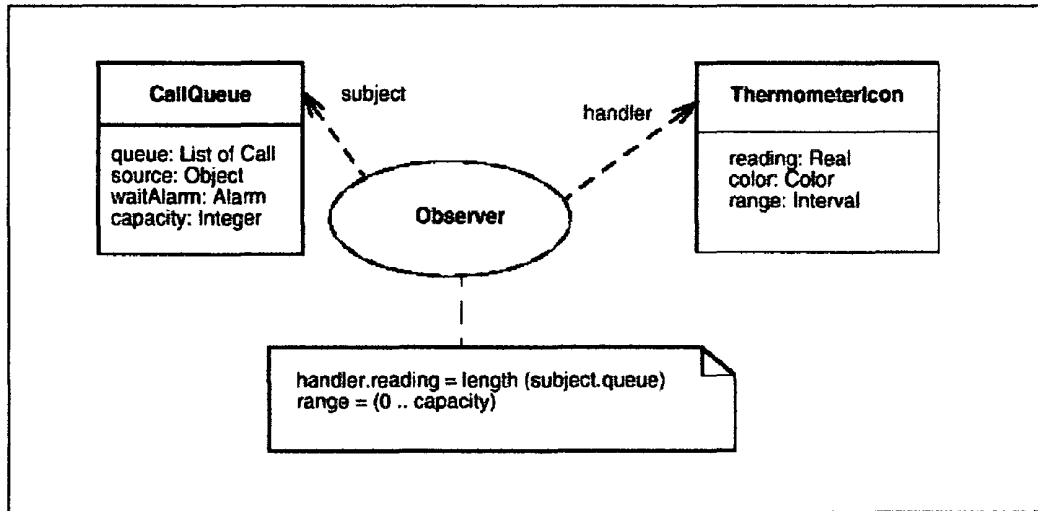 CallQueue
queue: List of Call
source: Object
waitAlarm: Alarm
capacity: Integer
subject
Observer
handler
ThermometerIcon
reading: Real
color: Color
range: Interval
handler.reading = length (subject.queue)
range = (0 .. capacity)